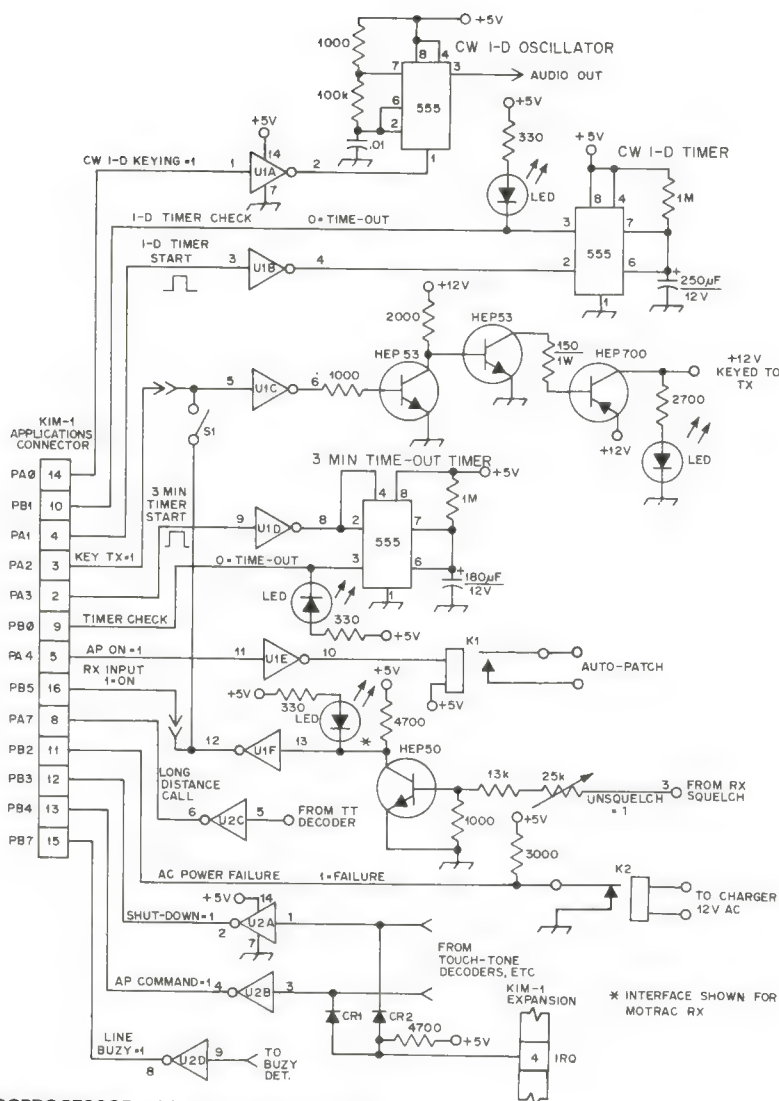 +5V
1000
CW I-D OSCILLATOR
8
4
7
3
AUDIO OUT
100k
6
555
2
.01
1
+5V
14
CW I-D KEYING =1
1
U1A
2
7
+5V
330
LED
+5V
CW I-D TIMER
8
4
1M
I-D TIMER CHECK
0= TIME-OUT
3
7
I-D TIMER START
3
U1B
4
2
555
6
+
250µF
12V
1
+12V
2000
HEP53
HEP 53
150
1W
HEP700
+12V KEYED TO TX
5
U1C
6
1000
2700
LED
+12V
S1
KIM-1 APPLICATIONS CONNECTOR
3 MIN TIME-OUT TIMER
+5V
4
8
1M
3 MIN TIMER START
9
U1D
8
2
7
555
3
6
+
180µF
12V
1
KEY TX=1
0=TIME-OUT
LED
330
+5V
TIMER CHECK
PA0 14
PB1 10
PA1 4
PA2 3
PA3 2
PB0 9
PA4 5
PB5 16
PA7 8
PB2 11
PB3 12
PB4 13
PB7 15
AP ON =1
11
U1E
10
K1
AUTO-PATCH
+5V
RX INPUT 1=ON
+5V
330
LED
+5V
4700
12
U1F
13
*
HEP50
13k
25k
3
FROM RX SQUELCH
UNSQUELCH = 1
1000
LONG DISTANCE CALL
6
U2C
5
FROM TT DECODER
+5V
3000
K2
AC POWER FAILURE
1=FAILURE
TO CHARGER 12V AC
+5V
14
SHUT-DOWN=1
2
U2A
1
7
FROM TOUCH-TONE DECODERS, ETC
AP COMMAND=1
4
U2B
3
CR1
CR2
4700
+5V
KIM-1 EXPANSION
4
IRQ
* INTERFACE SHOWN FOR MOTRAC RX
LINE BUZY=1
8
U2D
9
TO BUZY DET.